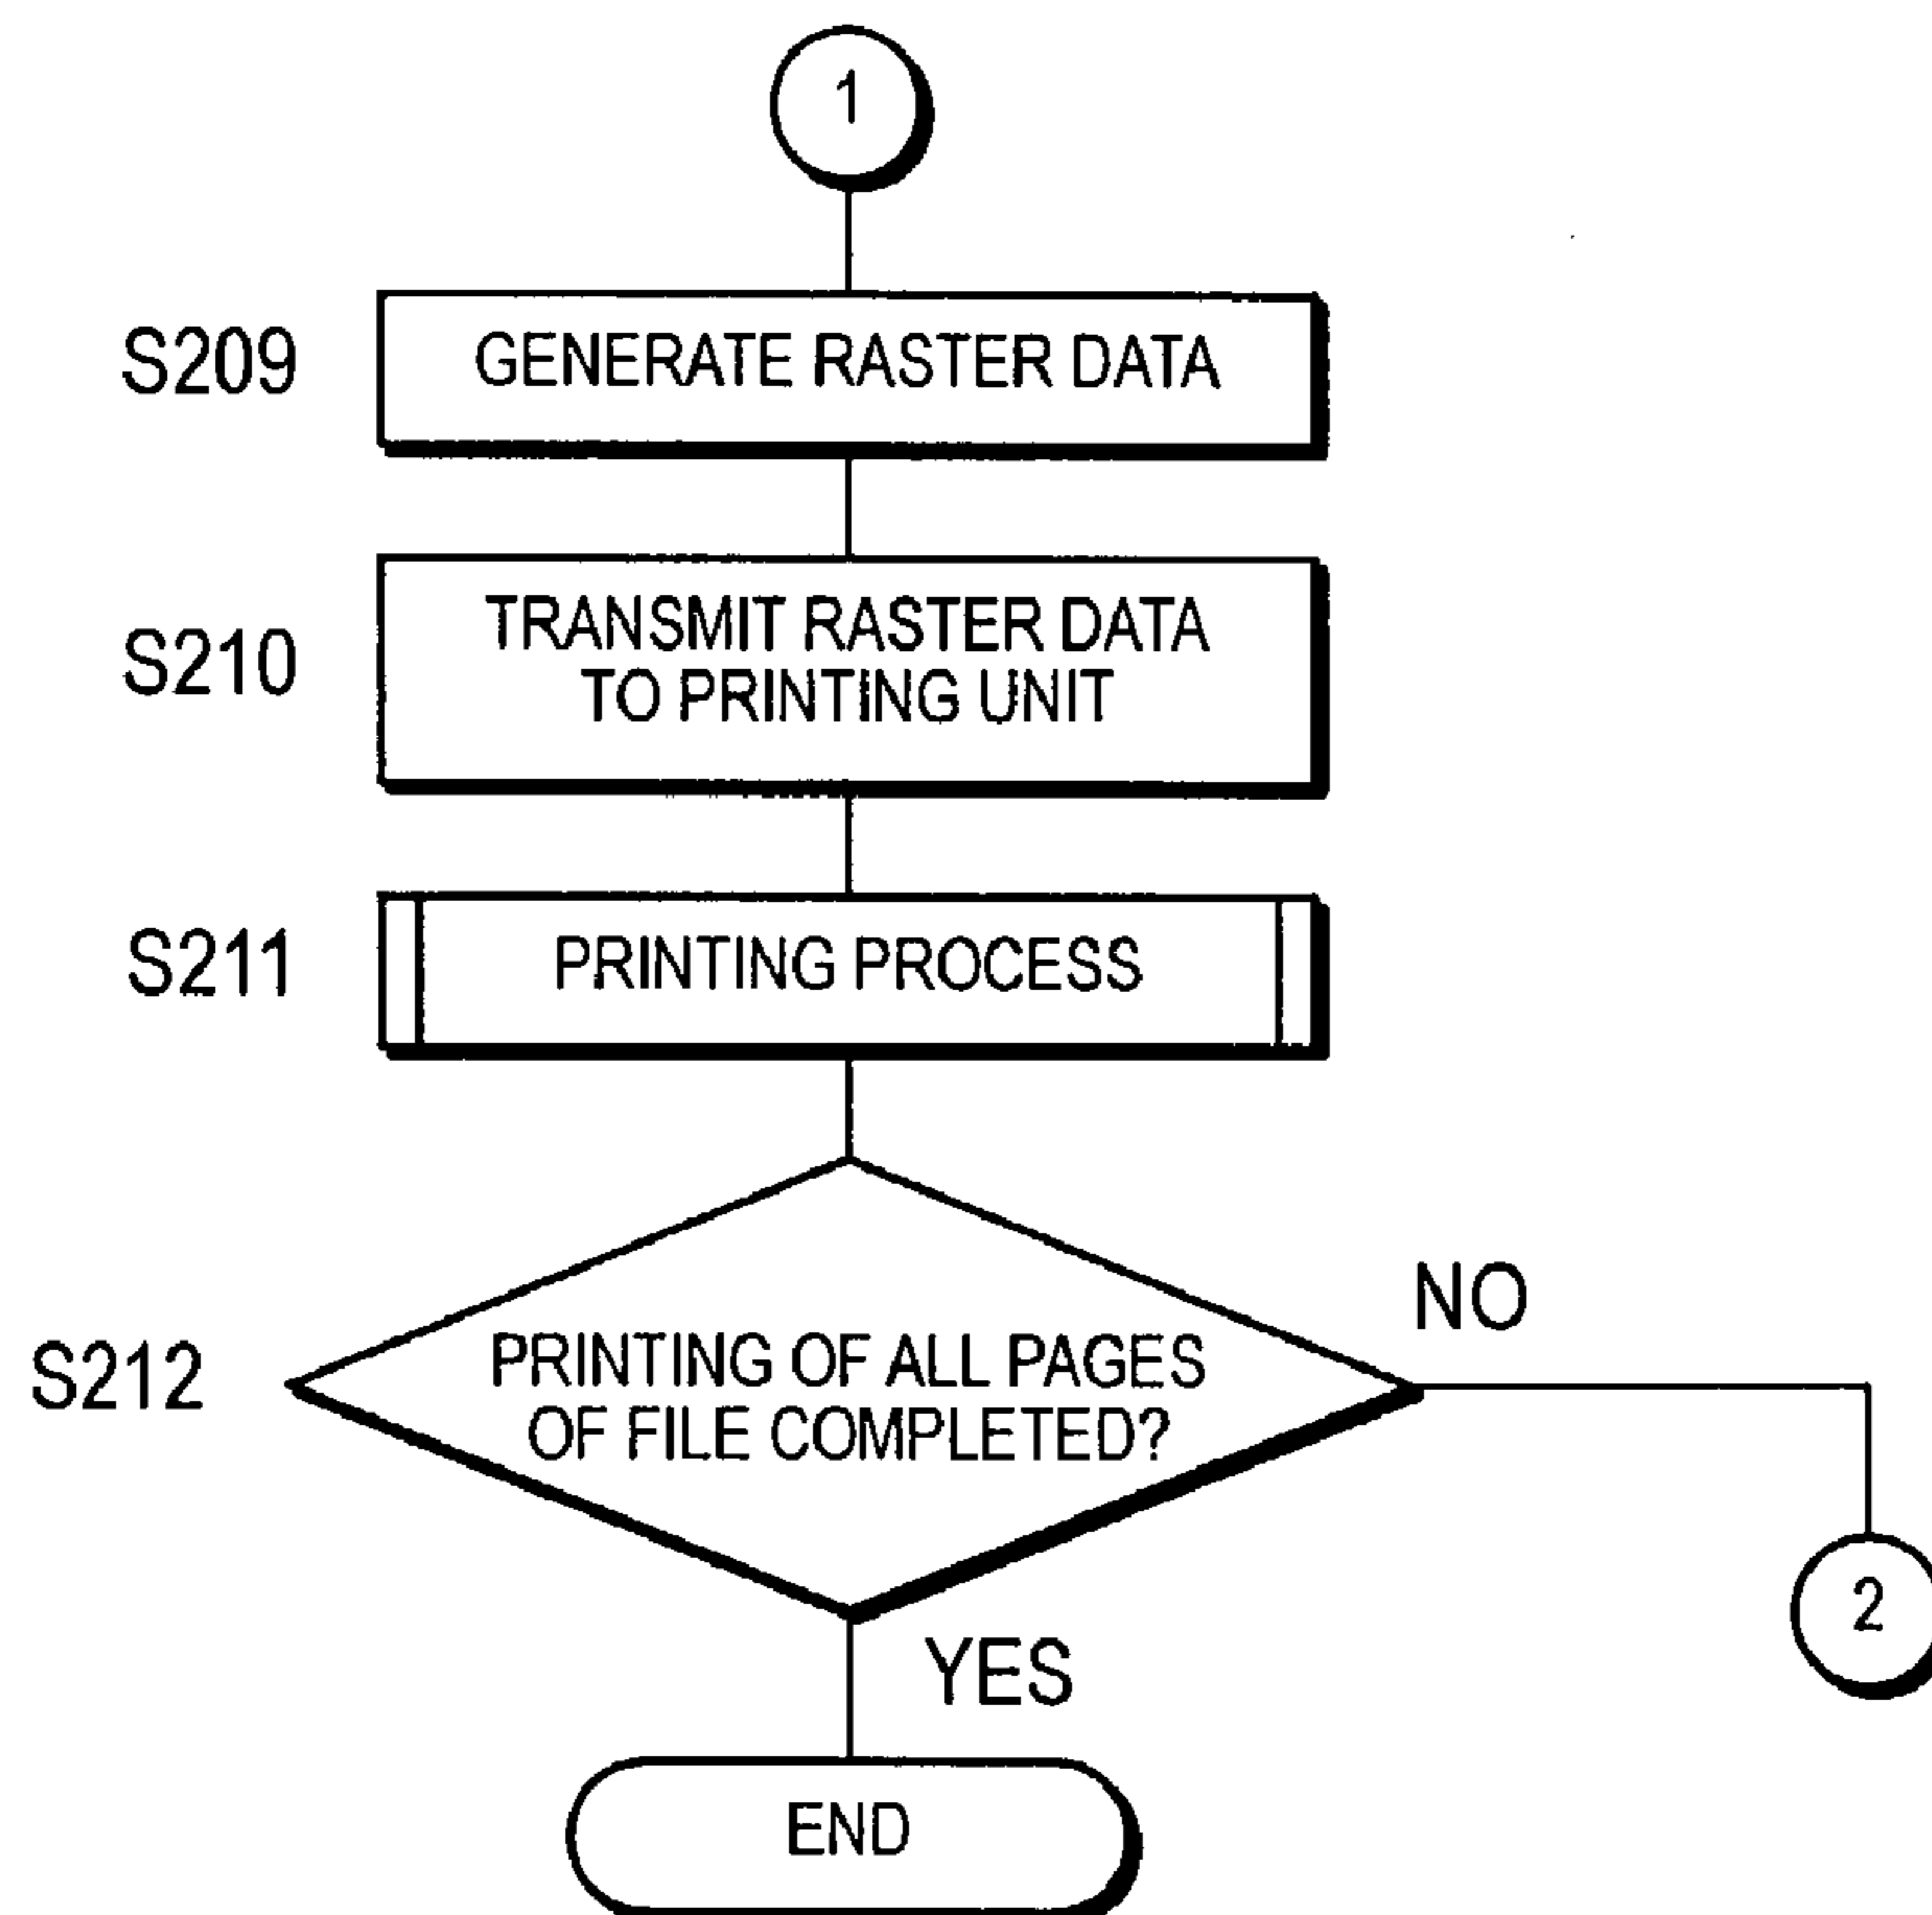 1
S209
GENERATE RASTER DATA
S210
TRANSMIT RASTER DATA
TO PRINTING UNIT
S211
PRINTING PROCESS
S212
PRINTING OF ALL PAGES
OF FILE COMPLETED?
NO
2
YES
END